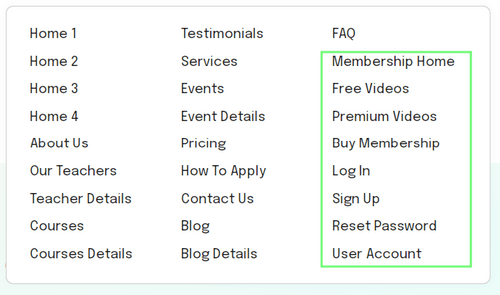 Home 1
Home 2
Home 3
Home 4
About Us
Our Teachers
Teacher Details
Courses
Courses Details
Testimonials
Services
Events
Event Details
Pricing
How To Apply
Contact Us
Blog
Blog Details
FAQ
Membership Home
Free Videos
Premium Videos
Buy Membership
Log In
Sign Up
Reset Password
User Account